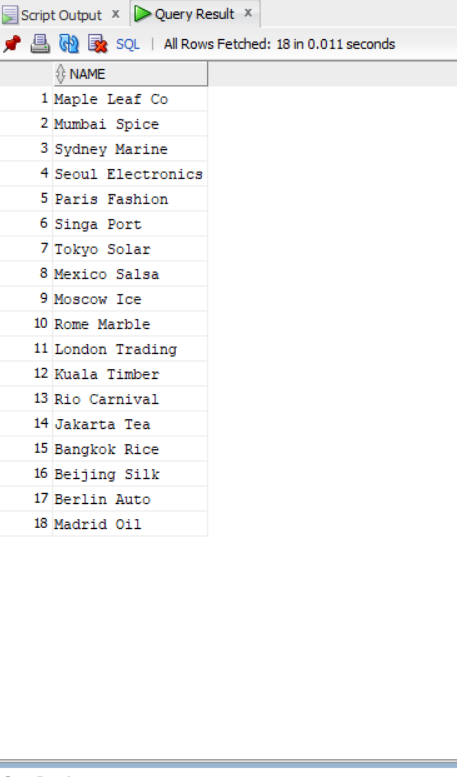 Script Output x Query Result x
SQL | All Rows Fetched: 18 in 0.011 seconds
NAME
1 Maple Leaf Co
2 Mumbai Spice
3 Sydney Marine
4 Seoul Electronics
5 Paris Fashion
6 Singa Port
7 Tokyo Solar
8 Mexico Salsa
9 Moscow Ice
10 Rome Marble
11 London Trading
12 Kuala Timber
13 Rio Carnival
14 Jakarta Tea
15 Bangkok Rice
16 Beijing Silk
17 Berlin Auto
18 Madrid Oil